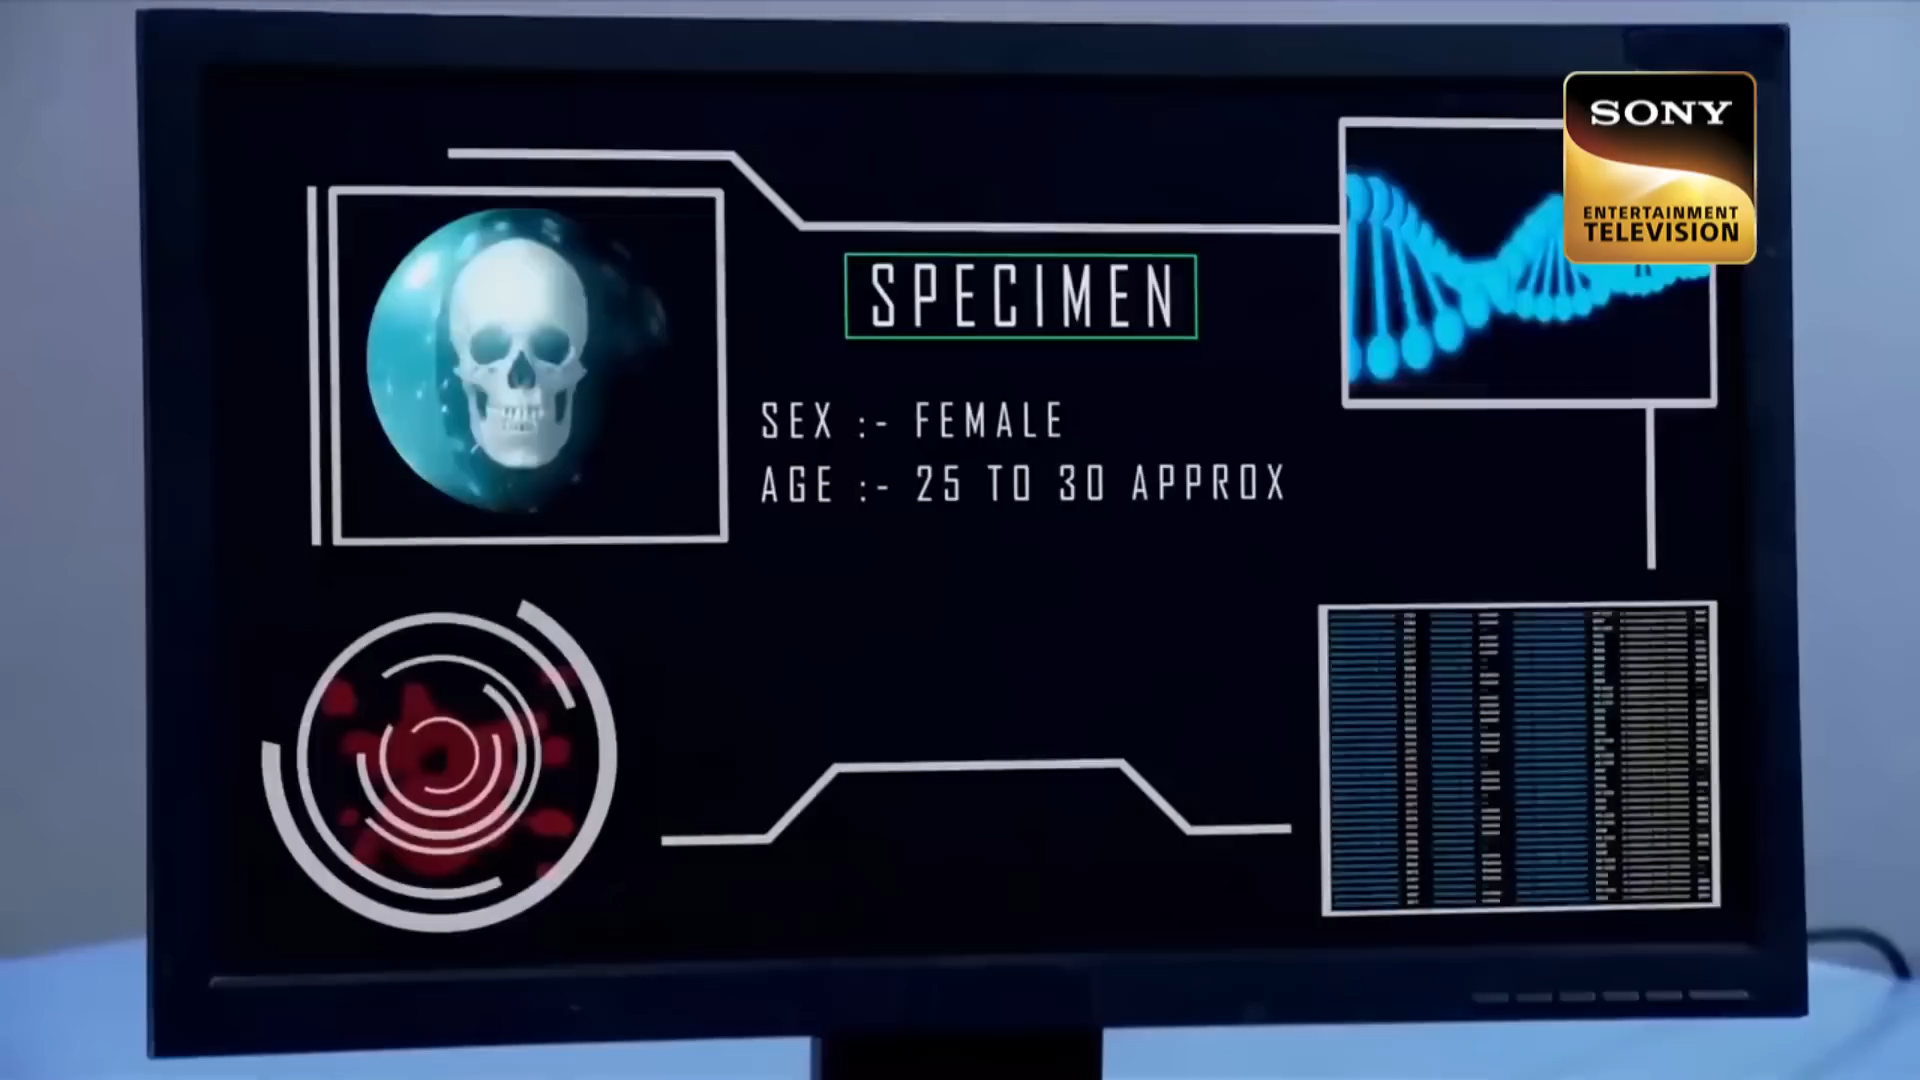 SONY
ENTERTAINMENT
TELEVISION
SPECIMEN
SEX :- FEMALE
AGE :- 25 TO 30 APPROX